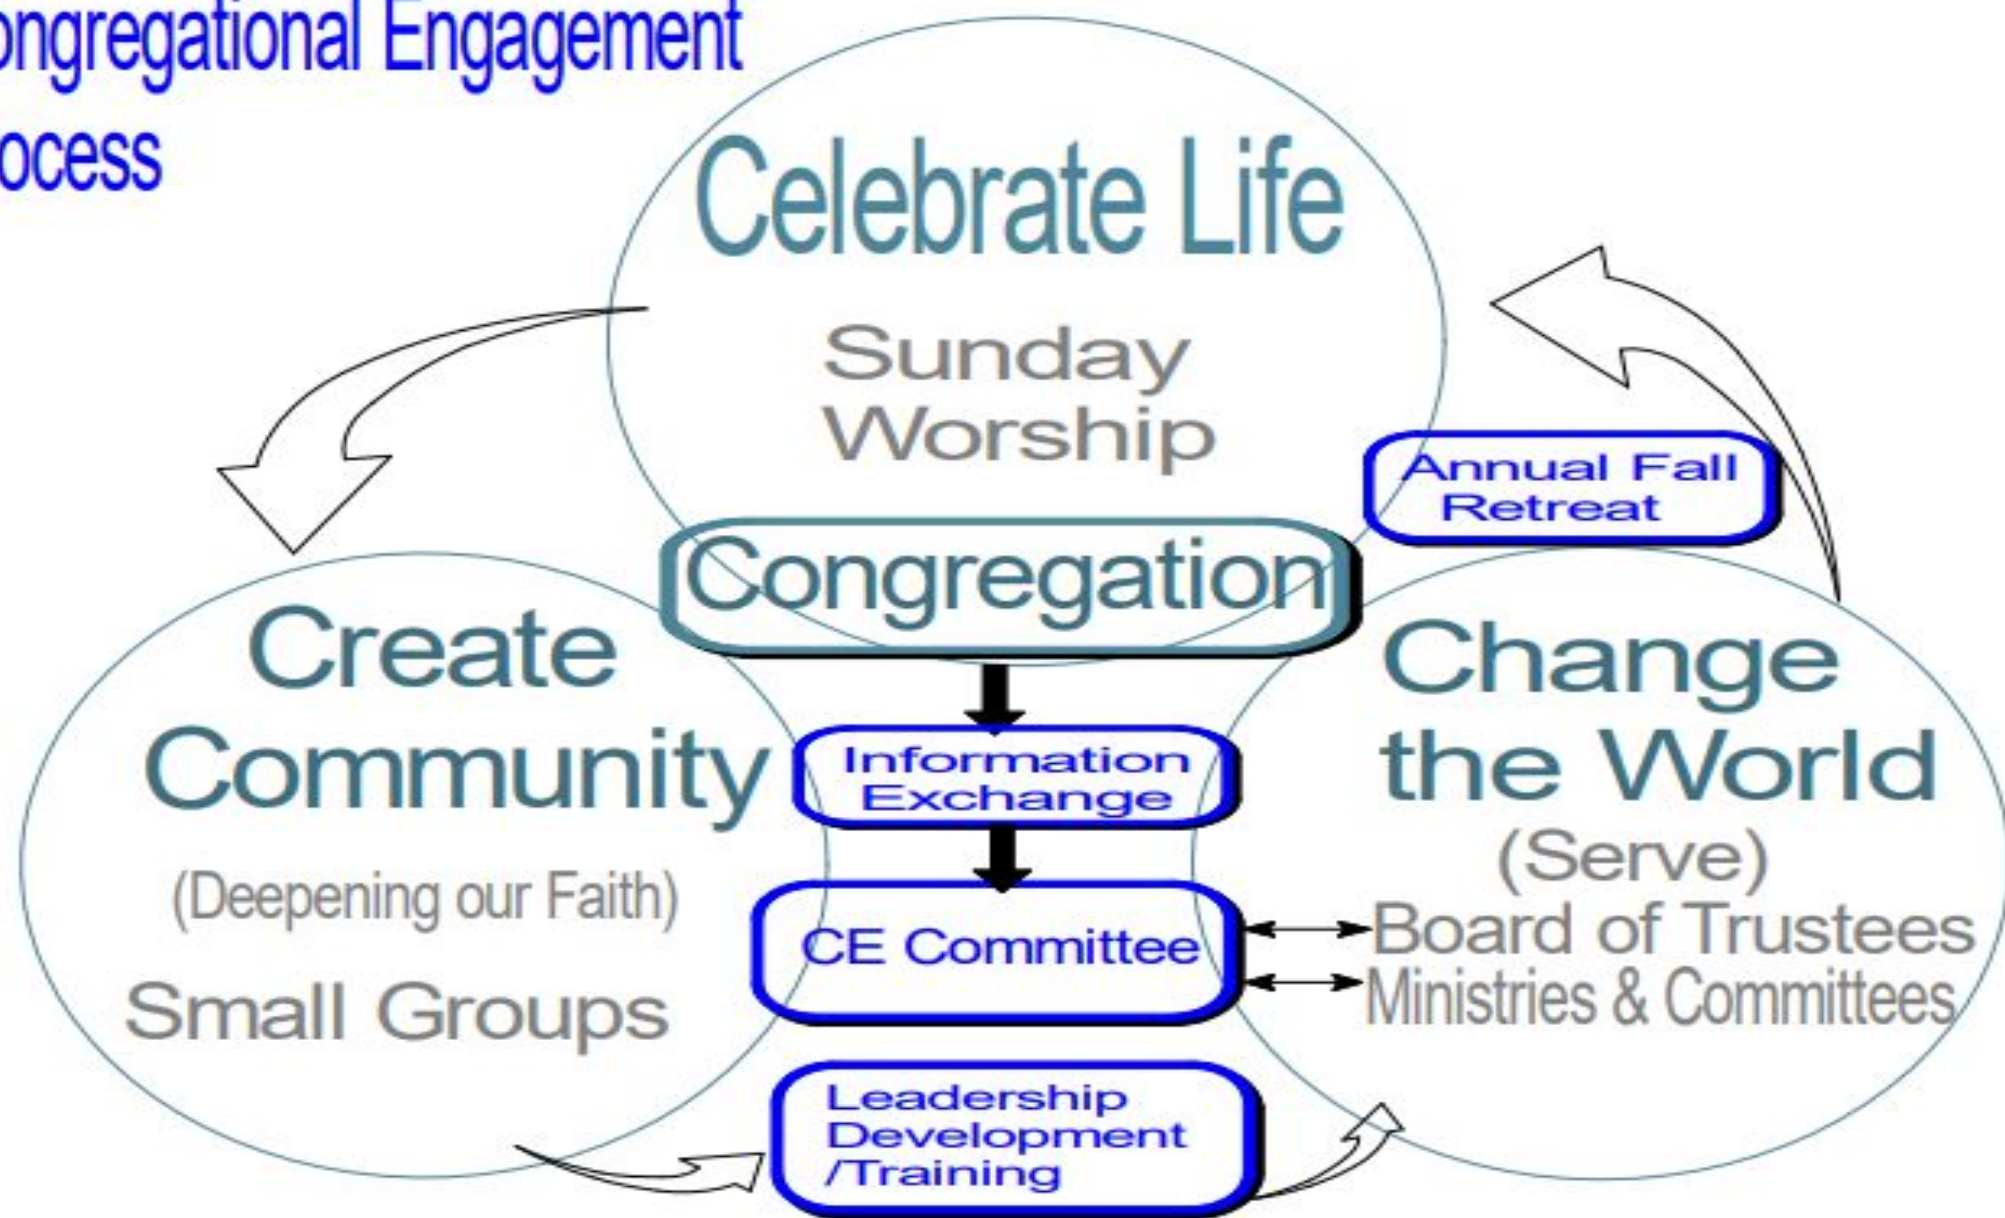 ongregational Engagement
ocess
Celebrate Life
Sunday
Worship
Annual Fall
Retreat
Congregation
Create
Community
(Deepening our Faith)
Small Groups
Information
Exchange
CE Committee
Change
the World
(Serve)
Board of Trustees
Ministries & Committees
Leadership
Development
/Training